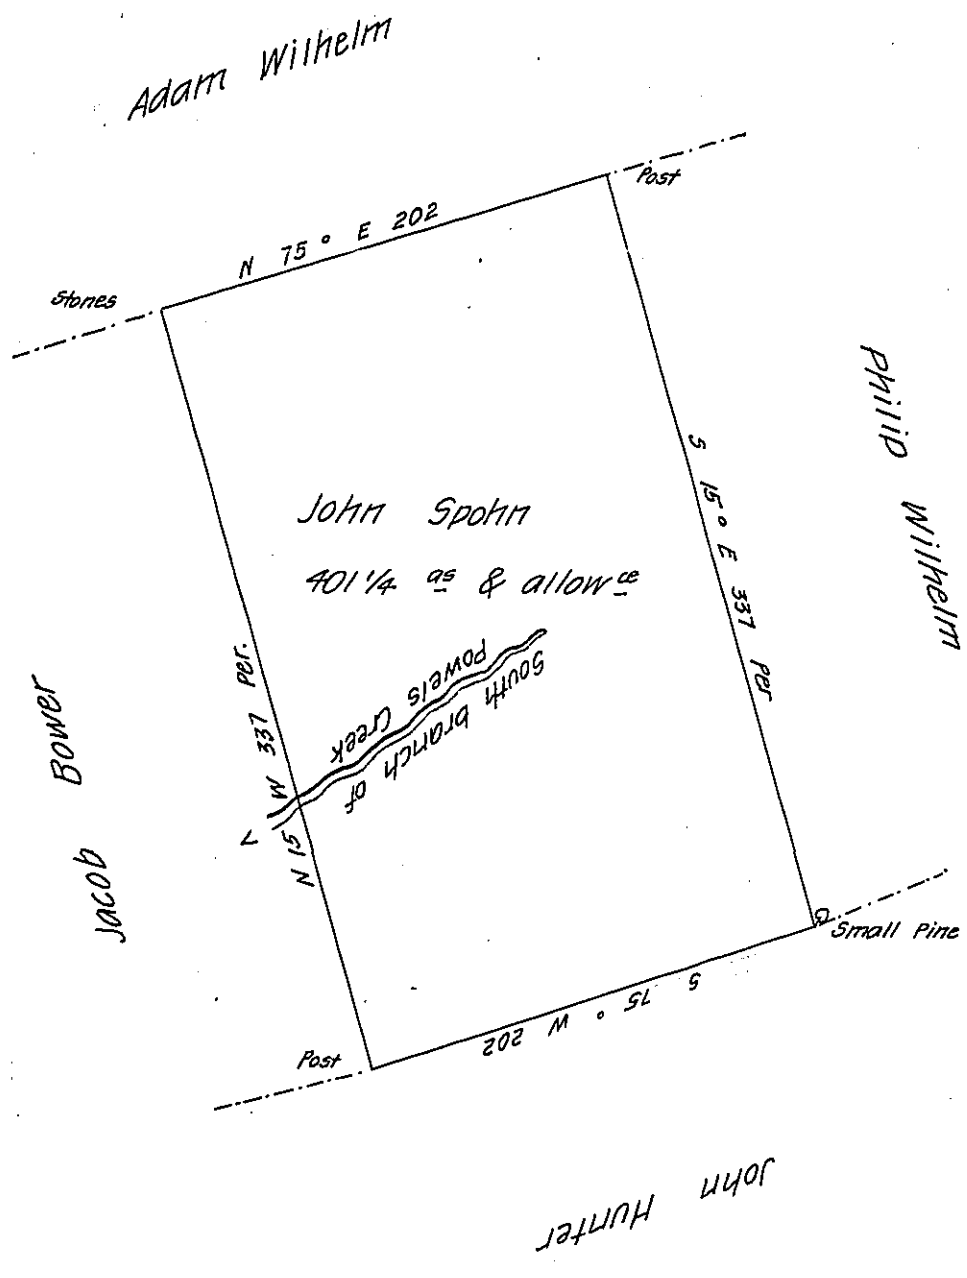 Adam Wilhelm
Post
N 75° E 202
Stones
Philip Wilhelm
S 15° E 337 Per
John Spohn
401 1/4 as & allowce
South branch of
Powels Creek
N 15 W 337 Per.
Jacob Bower
Small Pine
S 75° W 202
Post
John Hunter